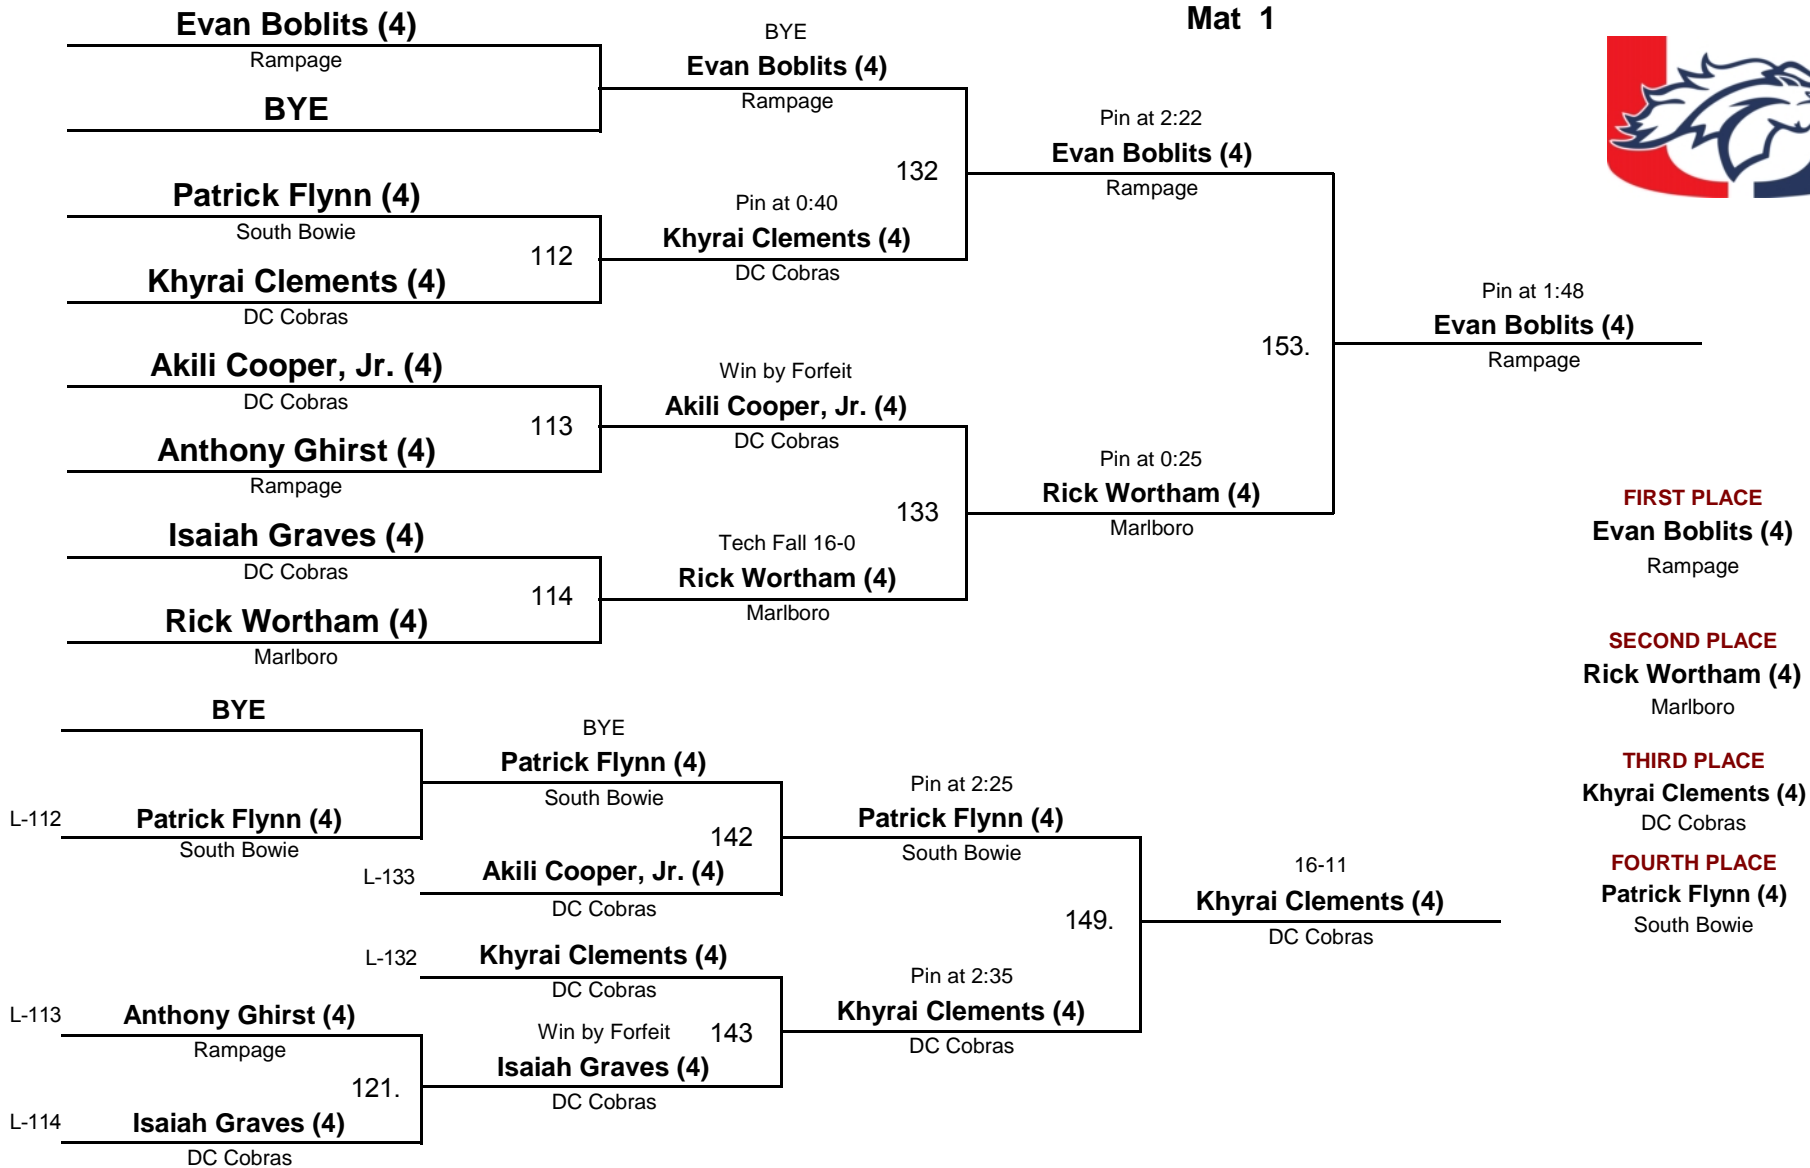 Mat 1
Evan Boblits (4)
Rampage
BYE
Patrick Flynn (4)
South Bowie
112
Khyrai Clements (4)
DC Cobras
Akili Cooper, Jr. (4)
DC Cobras
113
Anthony Ghirst (4)
Rampage
Isaiah Graves (4)
DC Cobras
114
Rick Wortham (4)
Marlboro
BYE
Evan Boblits (4)
Rampage
132
Pin at 0:40
Khyrai Clements (4)
DC Cobras
Win by Forfeit
Akili Cooper, Jr. (4)
DC Cobras
133
Tech Fall 16-0
Rick Wortham (4)
Marlboro
Pin at 2:22
Evan Boblits (4)
Rampage
153.
Pin at 0:25
Rick Wortham (4)
Marlboro
Pin at 1:48
Evan Boblits (4)
Rampage
BYE
L-112
Patrick Flynn (4)
South Bowie
L-113
Anthony Ghirst (4)
Rampage
121.
L-114
Isaiah Graves (4)
DC Cobras
BYE
Patrick Flynn (4)
South Bowie
142
L-133
Akili Cooper, Jr. (4)
DC Cobras
L-132
Khyrai Clements (4)
DC Cobras
Win by Forfeit
143
Isaiah Graves (4)
DC Cobras
Pin at 2:25
Patrick Flynn (4)
South Bowie
149.
Pin at 2:35
Khyrai Clements (4)
DC Cobras
16-11
Khyrai Clements (4)
DC Cobras
FIRST PLACE
Evan Boblits (4)
Rampage
SECOND PLACE
Rick Wortham (4)
Marlboro
THIRD PLACE
Khyrai Clements (4)
DC Cobras
FOURTH PLACE
Patrick Flynn (4)
South Bowie